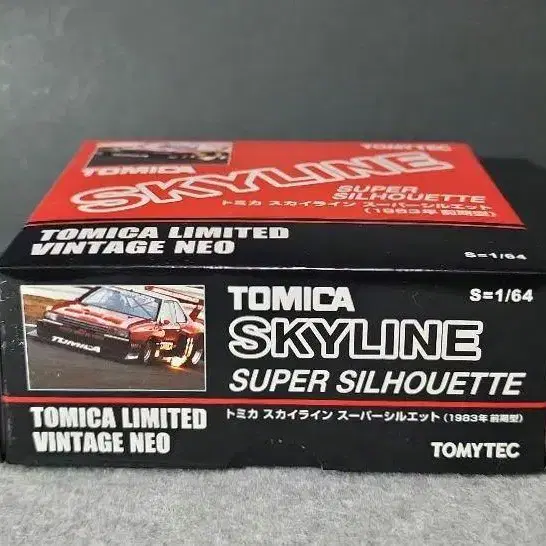 TOMYTEC
TOMICA
SKYLINE
SUPER
SILHOUETTE
トミカ スカイライン スーパーシルエット
(1983年 前期型)
TOMICA LIMITED
VINTAGE NEO
S=1/64
TOMICA
S=1/64
SKYLINE
SUPER SILHOUETTE
トミカ スカイライン スーパーシルエット (1983年 前期型)
TOMICA LIMITED
VINTAGE NEO
TOMYTEC
TOMICA